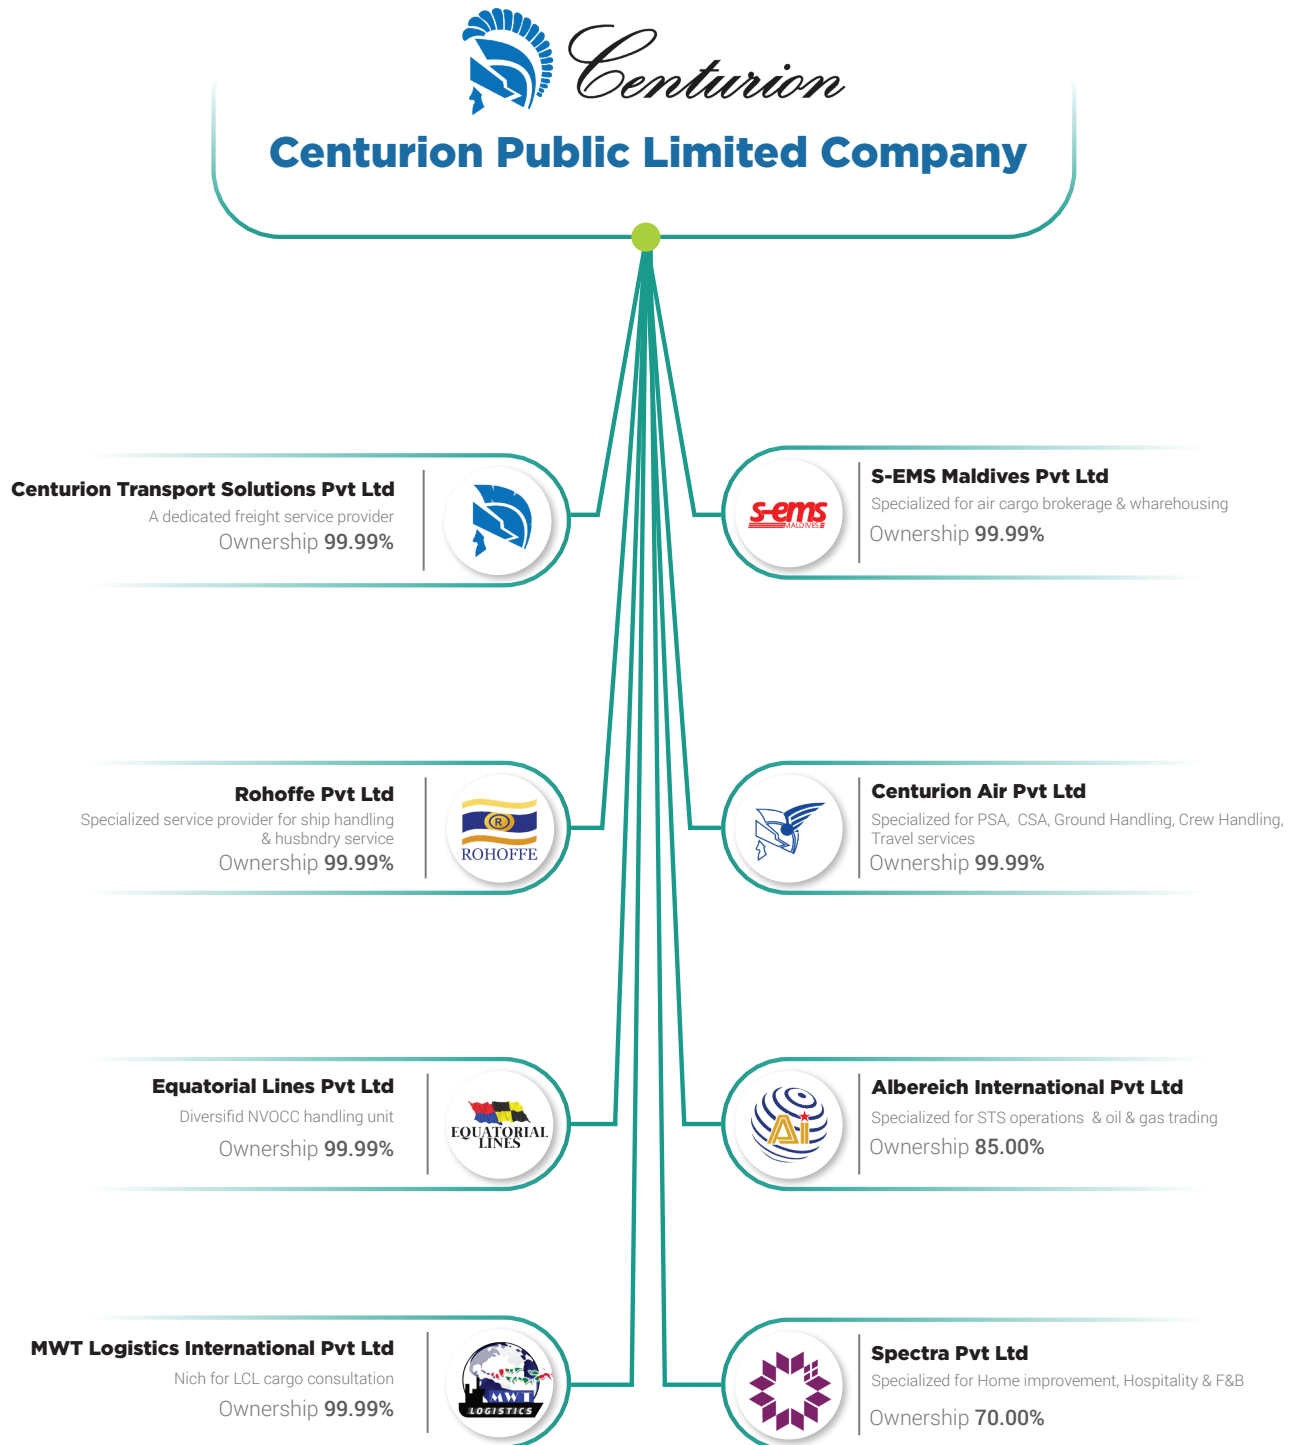 Centurion
Centurion Public Limited Company
Centurion Transport Solutions Pvt Ltd
A dedicated freight service provider
Ownership 99.99%
s-ems
MALDIVES
S-EMS Maldives Pvt Ltd
Specialized for air cargo brokerage & wharehousing
Ownership 99.99%
Rohoffe Pvt Ltd
Specialized service provider for ship handling
& husbndry service
Ownership 99.99%
R
ROHOFFE
Centurion Air Pvt Ltd
Specialized for PSA, CSA, Ground Handling, Crew Handling,
Travel services
Ownership 99.99%
Equatorial Lines Pvt Ltd
Diversifid NVOCC handling unit
Ownership 99.99%
EQUATORIAL
LINES
Ai
Albereich International Pvt Ltd
Specialized for STS operations & oil & gas trading
Ownership 85.00%
MWT Logistics International Pvt Ltd
Nich for LCL cargo consultation
Ownership 99.99%
MWT
LOGISTICS
Spectra Pvt Ltd
Specialized for Home improvement, Hospitality & F&B
Ownership 70.00%